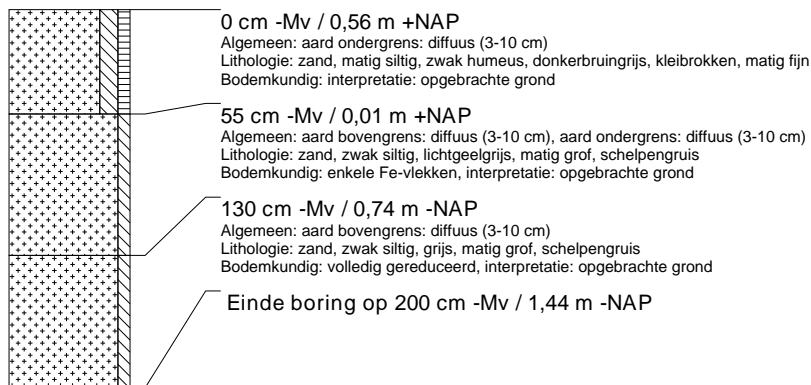 0 cm -Mv / 0,56 m +NAP
Algemeen: aard ondergrens: diffuus (3-10 cm)
Lithologie: zand, matig siltig, zwak humeus, donkerbruingrijs, kleibrokken, matig fijn
Bodemkundig: interpretatie: opgebrachte grond
55 cm -Mv / 0,01 m +NAP
Algemeen: aard bovengrens: diffuus (3-10 cm), aard ondergrens: diffuus (3-10 cm)
Lithologie: zand, zwak siltig, lichtgeelgrijs, matig grof, schelpengruis
Bodemkundig: enkele Fe-vlekken, interpretatie: opgebrachte grond
130 cm -Mv / 0,74 m -NAP
Algemeen: aard bovengrens: diffuus (3-10 cm)
Lithologie: zand, zwak siltig, grijs, matig grof, schelpengruis
Bodemkundig: volledig gereduceerd, interpretatie: opgebrachte grond
Einde boring op 200 cm -Mv / 1,44 m -NAP